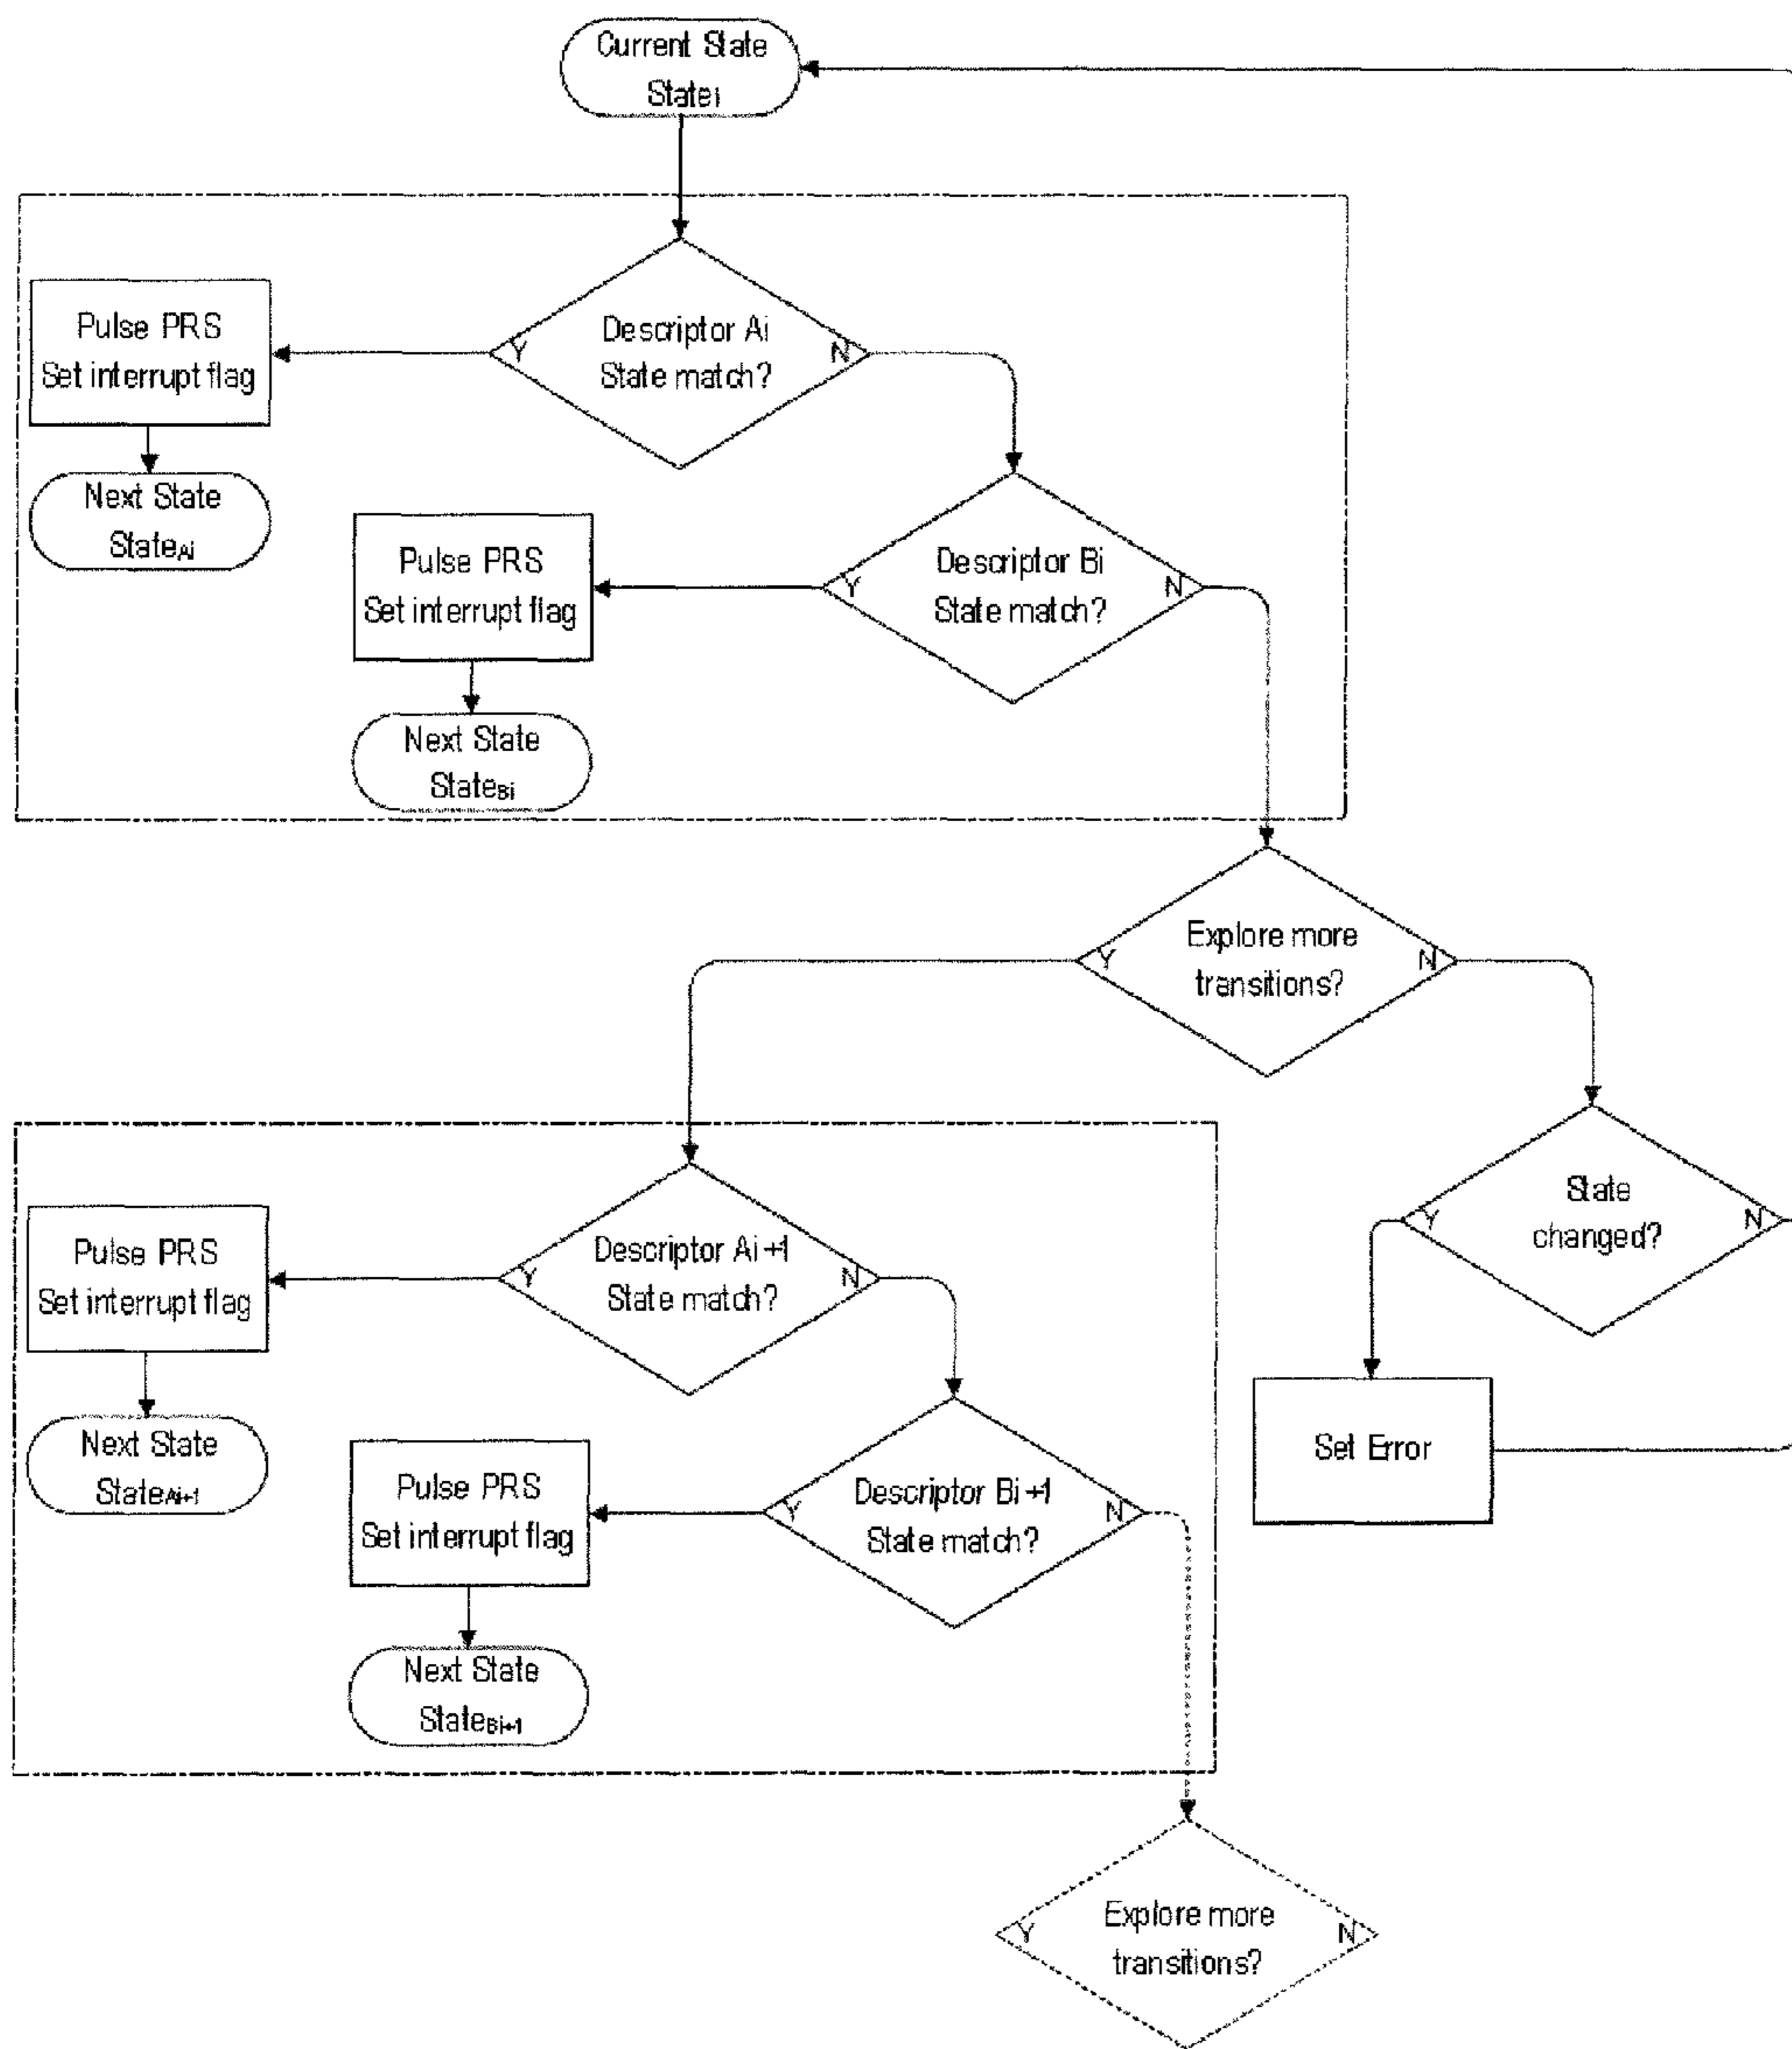 Current State
Statei
Descriptor Ai
State match?
Y
N
Pulse PRS
Set interrupt flag
Next State
StateAi
Descriptor Bi
State match?
Y
N
Pulse PRS
Set interrupt flag
Next State
StateBi
Explore more
transitions?
Y
N
State
changed?
Y
N
Set Error
Descriptor Ai+1
State match?
Y
N
Pulse PRS
Set interrupt flag
Next State
StateAi+1
Descriptor Bi+1
State match?
Y
N
Pulse PRS
Set interrupt flag
Next State
StateBi+1
Explore more
transitions?
Y
N